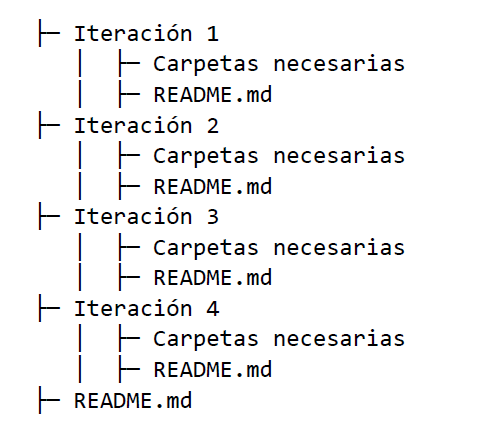 ├─ Iteración 1
   │  ├─ Carpetas necesarias
   │  ├─ README.md
├─ Iteración 2
   │  ├─ Carpetas necesarias
   │  ├─ README.md
├─ Iteración 3
   │  ├─ Carpetas necesarias
   │  ├─ README.md
├─ Iteración 4
   │  ├─ Carpetas necesarias
   │  ├─ README.md
├─ README.md